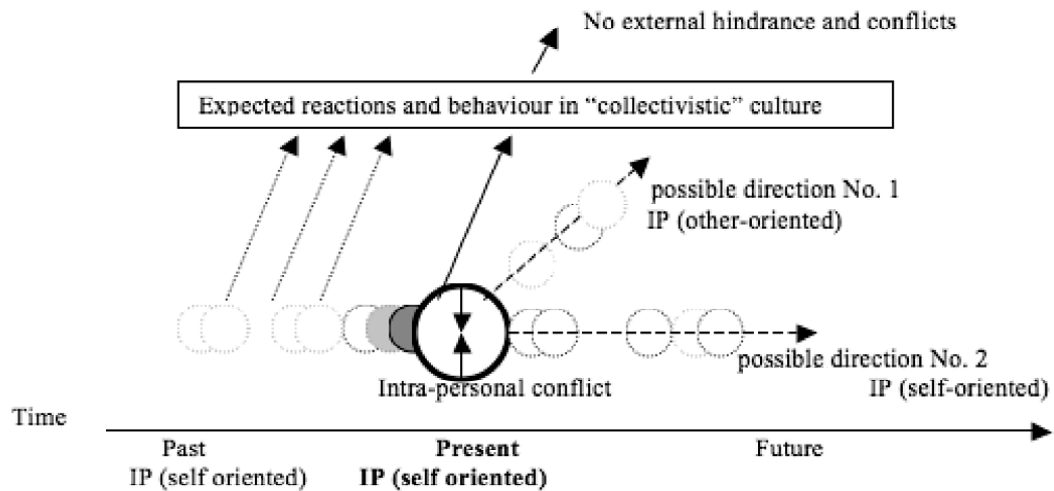 No external hindrance and conflicts
Expected reactions and behaviour in “collectivistic” culture
possible direction No. 1
IP (other-oriented)
possible direction No. 2
Intra-personal conflict
IP (self-oriented)
Time
Past
Present
Future
IP (self oriented)
IP (self oriented)